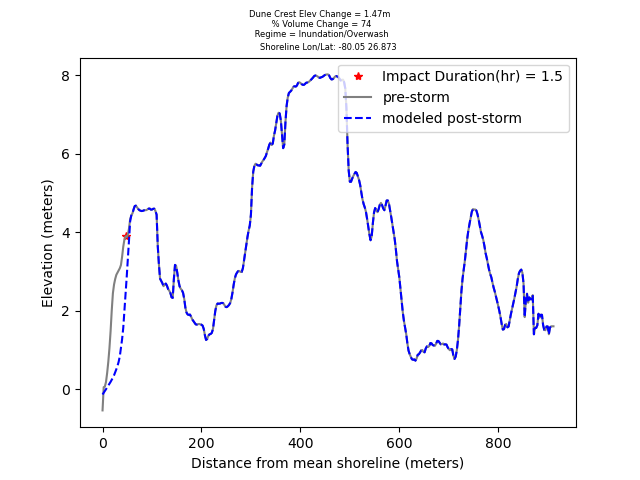 Dune Crest Elev Change = 1.47m
% Volume Change = 74
Regime = Inundation/Overwash
Shoreline Lon/Lat: -80.05 26.873
Impact Duration(hr) = 1.5
pre-storm
modeled post-storm
Elevation (meters)
8
6
4
2
0
0 200 400 600 800
Distance from mean shoreline (meters)